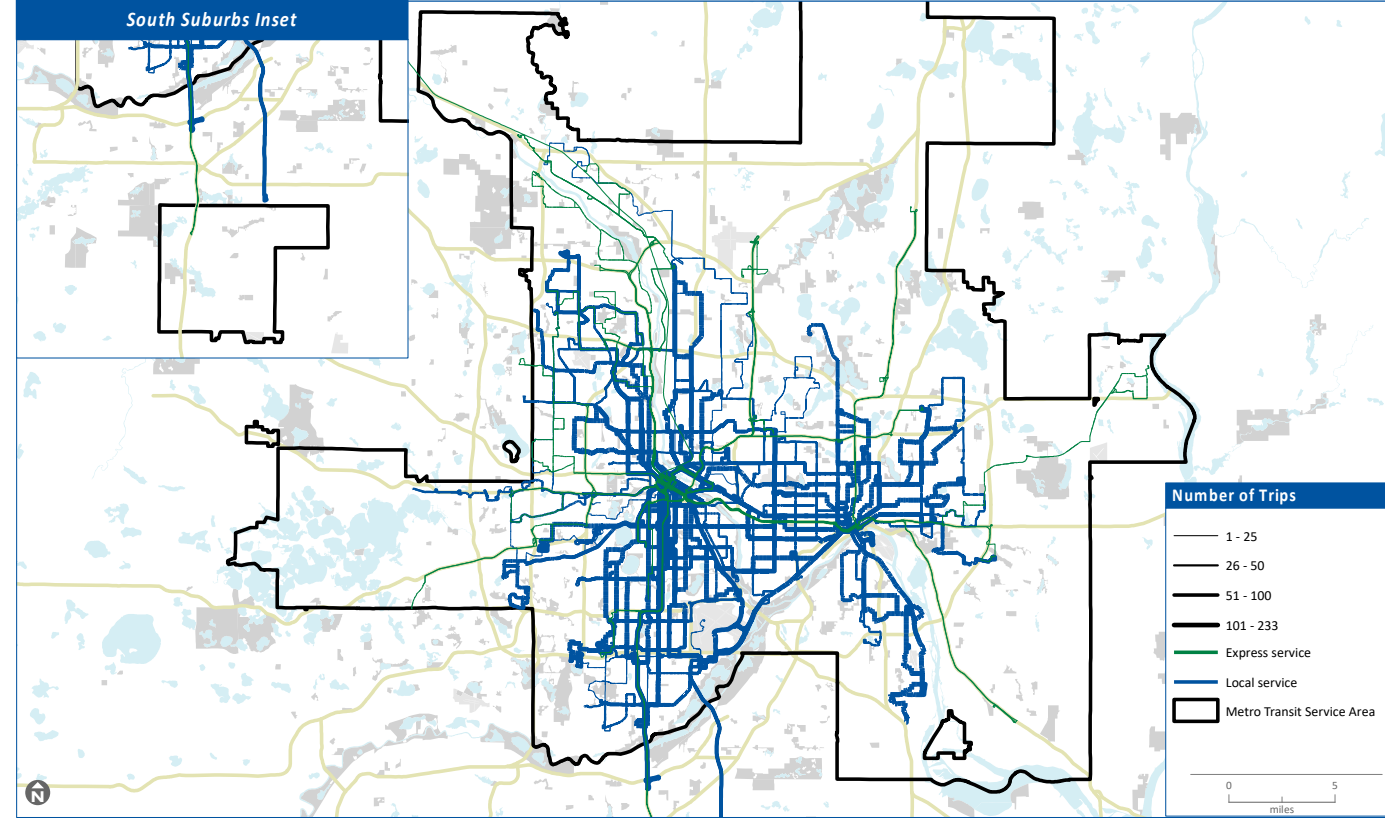 South Suburbs Inset
Number of Trips
1 - 25
26 - 50
51 - 100
101 - 233
Express service
Local service
Metro Transit Service Area
0 5
miles
N